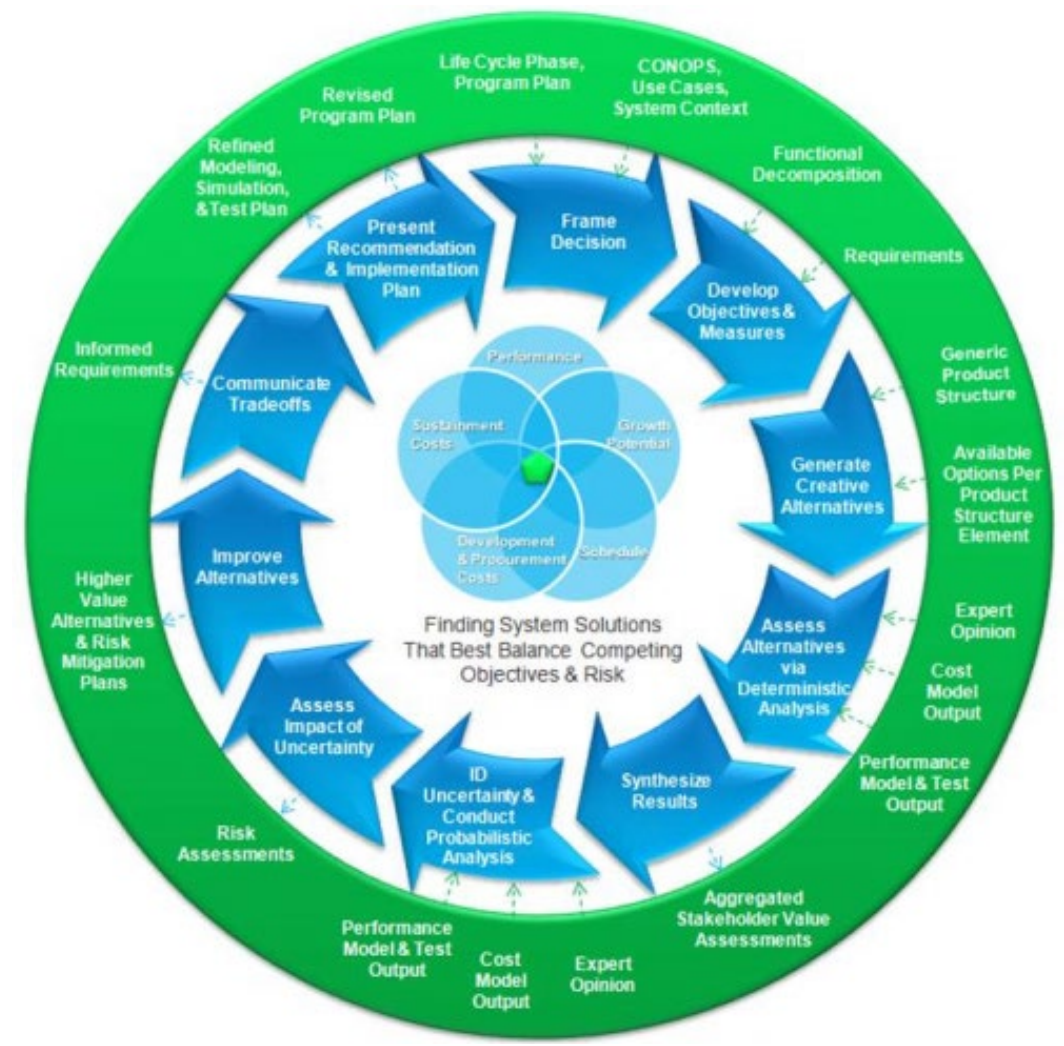 Life Cycle Phase,
Program Plan
CONOPS,
Use Cases,
System Context
Functional
Decomposition
Requirements
Generic
Product
Structure
Available
Options Per
Product
Structure
Element
Expert
Opinion
Cost
Model
Output
Performance
Model & Test
Output
Aggregated
Stakeholder Value
Assessments
Expert
Opinion
Cost
Model
Output
Performance
Model & Test
Output
Risk
Assessments
Higher
Value
Alternatives
& Risk
Mitigation
Plans
Informed
Requirements
Refined
Modeling,
Simulation,
&Test Plan
Revised
Program Plan
Frame
Decision
Develop
Objectives &
Measures
Generate
Creative
Alternatives
Assess
Alternatives
via
Deterministic
Analysis
Synthesize
Results
ID
Uncertainty &
Conduct
Probabilistic
Analysis
Assess
Impact of
Uncertainty
Improve
Alternatives
Communicate
Tradeoffs
Present
Recommendation
& Implementation
Plan
Performance
Sustainment
Costs
Growth
Potential
Development
& Procurement
Costs
Schedule
Finding System Solutions
That Best Balance Competing
Objectives & Risk